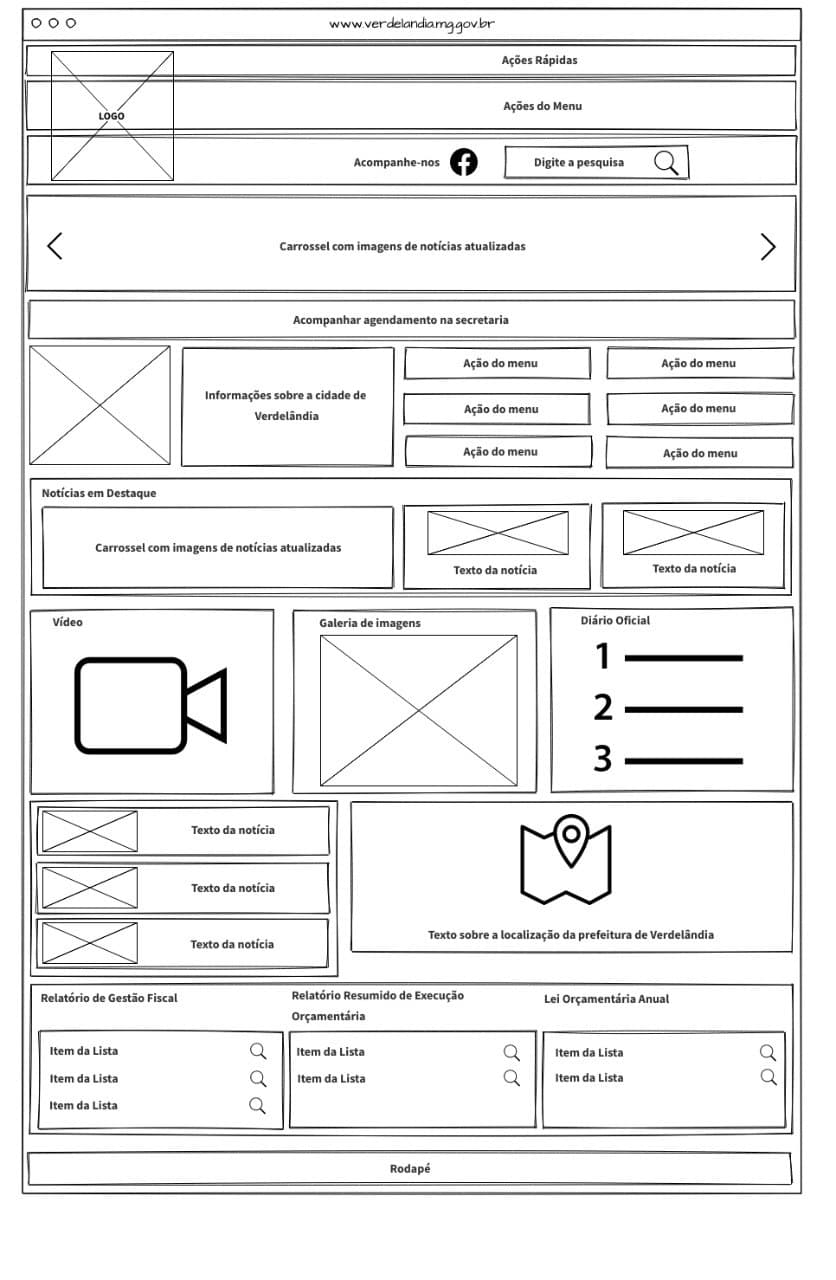 www.verdelandia.mg.gov.br
Ações Rápidas
LOGO
Ações do Menu
Acompanhe-nos
Digite a pesquisa
Carrossel com imagens de notícias atualizadas
Acompanhar agendamento na secretaria
Informações sobre a cidade de
Verdelândia
Ação do menu
Ação do menu
Ação do menu
Ação do menu
Ação do menu
Ação do menu
Notícias em Destaque
Carrossel com imagens de notícias atualizadas
Texto da notícia
Texto da notícia
Vídeo
Galeria de imagens
Diário Oficial
1
2
3
Texto da notícia
Texto da notícia
Texto da notícia
Texto sobre a localização da prefeitura de Verdelândia
Relatório de Gestão Fiscal
Item da Lista
Item da Lista
Item da Lista
Relatório Resumido de Execução
Orçamentária
Item da Lista
Item da Lista
Lei Orçamentária Anual
Item da Lista
Item da Lista
Rodapé